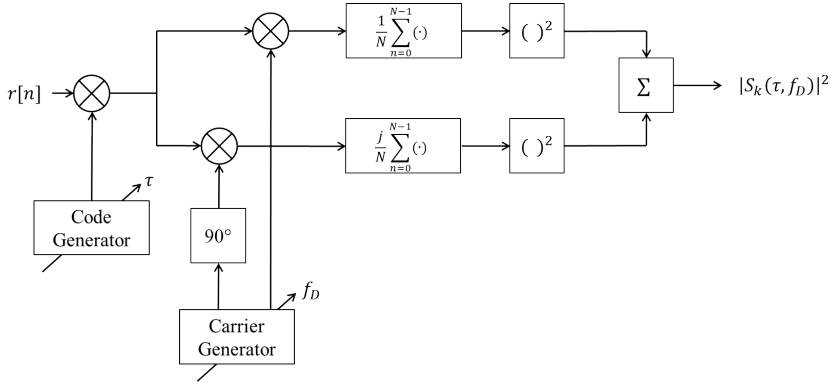 1/N ∑_{n=0}^{N−1} (·)
( )²
r[n]
Σ
|S_k(τ, f_D)|²
j/N ∑_{n=0}^{N−1} (·)
( )²
τ
Code
Generator
90°
f_D
Carrier
Generator